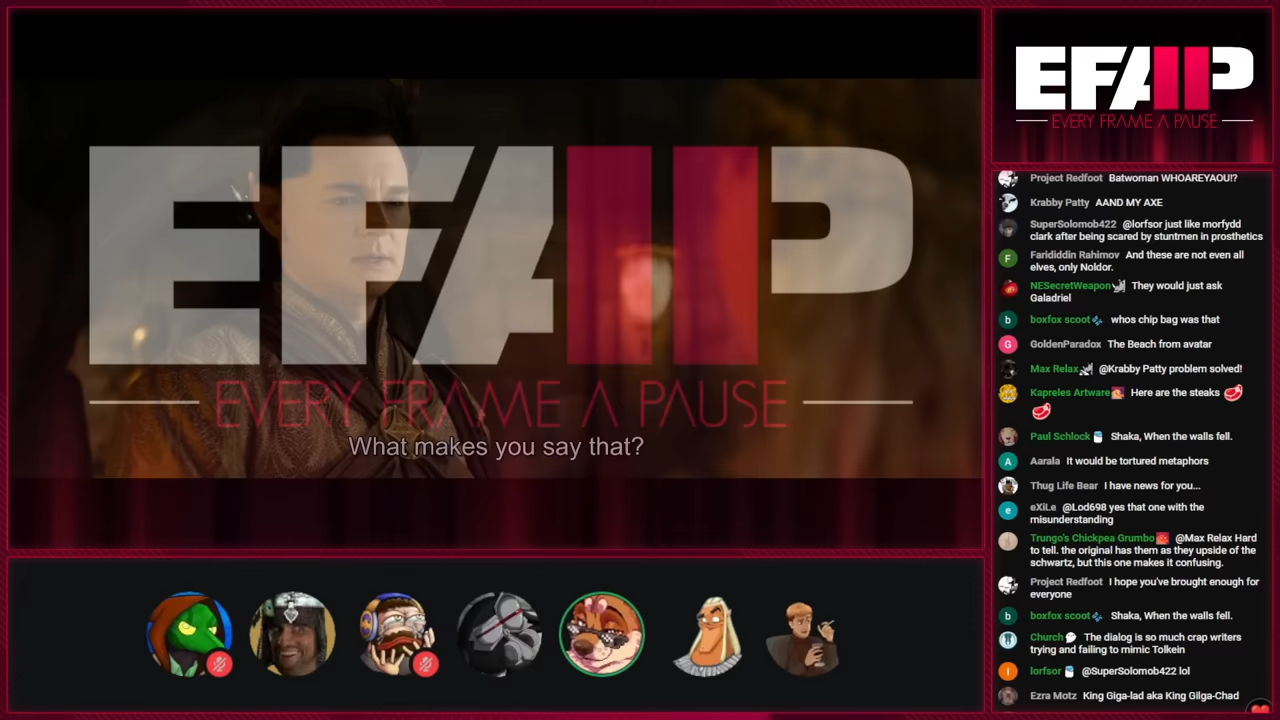 EFAP
EVERY FRAME A PAUSE
What makes you say that?
EFAP
EVERY FRAME A PAUSE
Project Redfoot Batwoman WHOAREYAOU!?
Krabby Patty AAND MY AXE
SuperSolomob422 @lorfsor just like morfydd
clark after being scared by stuntmen in prosthetics
F
Farididdin Rahimov And these are not even all
elves, only Noldor.
NESecretWeapon They would just ask
Galadriel
b
boxfox scoot whos chip bag was that
G
GoldenParadox The Beach from avatar
Max Relax @Krabby Patty problem solved!
Kapreles Artware Here are the steaks
Paul Schlock Shaka, When the walls fell.
A
Aarala It would be tortured metaphors
Thug Life Bear I have news for you...
e
eXiLe @Lod698 yes that one with the
misunderstanding
Trungo's Chickpea Grumbo @Max Relax Hard
to tell. the original has them as they upside of the
schwartz, but this one makes it confusing.
Project Redfoot I hope you've brought enough for
everyone
b
boxfox scoot Shaka, When the walls fell.
Church The dialog is so much crap writers
trying and failing to mimic Tolkein
l
lorfsor @SuperSolomob422 lol
Ezra Motz King Giga-lad aka King Gilga-Chad